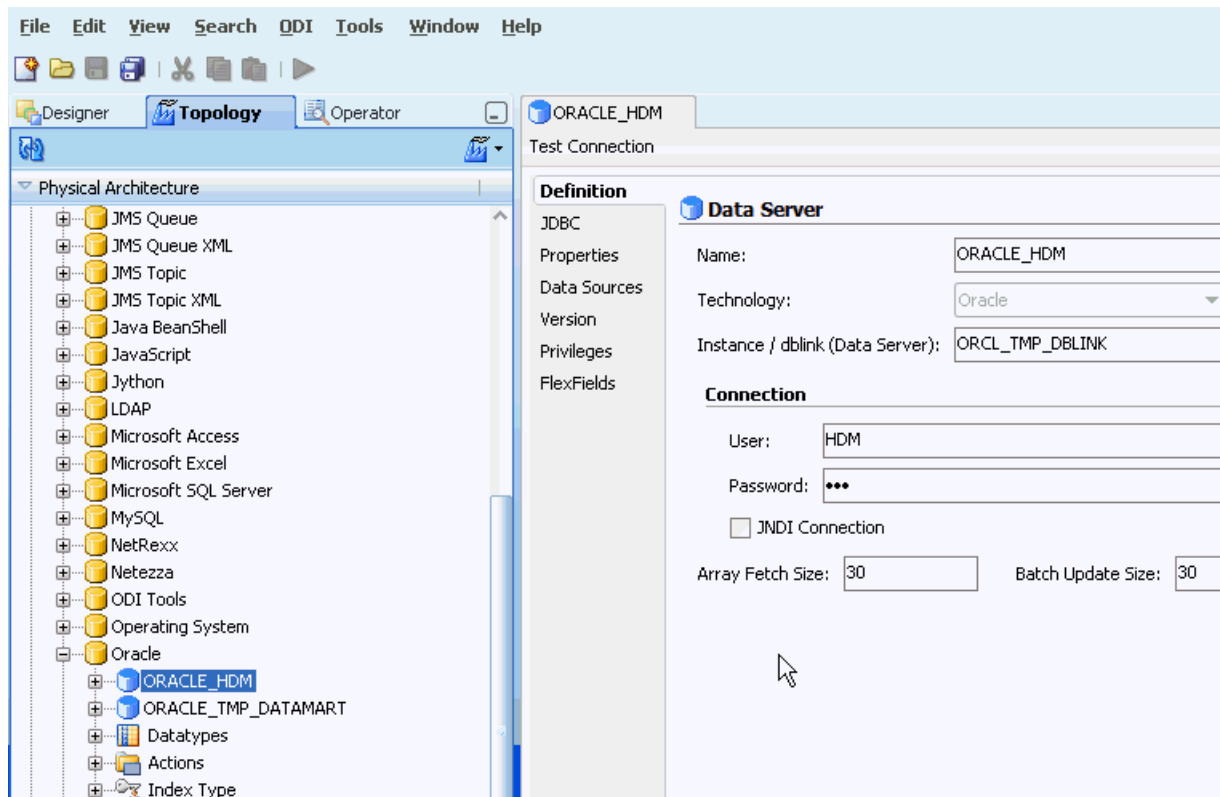 File Edit View Search ODI Tools Window Help
Designer Topology Operator
Physical Architecture
JMS Queue
JMS Queue XML
JMS Topic
JMS Topic XML
Java BeanShell
JavaScript
Jython
LDAP
Microsoft Access
Microsoft Excel
Microsoft SQL Server
MySQL
NetRexx
Netezza
ODI Tools
Operating System
Oracle
ORACLE_HDM
ORACLE_TMP_DATAMART
Datatypes
Actions
Index Type
ORACLE_HDM
Test Connection
Definition
JDBC
Properties
Data Sources
Version
Privileges
FlexFields
Data Server
Name: ORACLE_HDM
Technology: Oracle
Instance / dblink (Data Server): ORCL_TMP_DBLINK
Connection
User: HDM
Password: •••
JNDI Connection
Array Fetch Size: 30 Batch Update Size: 30